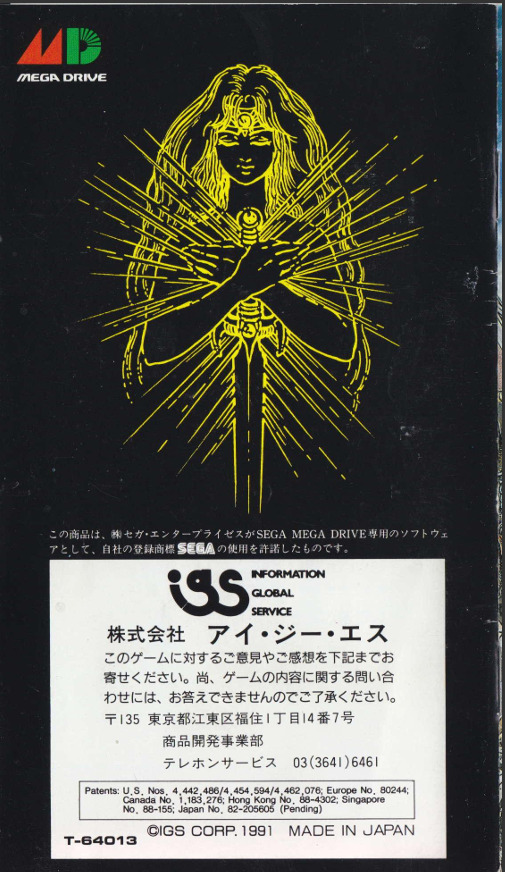 MEGA DRIVE
この商品は、㈱セガ・エンタープライゼスがSEGA MEGA DRIVE専用のソフトウェ
アとして、自社の登録商標SEGAの使用を許諾したものです。
igs INFORMATION
GLOBAL
SERVICE
株式会社 アイ・ジー・エス
このゲームに対するご意見やご感想を下記までお
寄せください。尚、ゲームの内容に関する問い合
わせには、お答えできませんのでご了承ください。
〒135 東京都江東区福住1丁目14番7号
商品開発事業部
テレホンサービス 03(3641)6461
Patents: U.S. Nos. 4,442,486/4,454,594/4,462,076; Europe No. 80244;
Canada No. 1,183,276; Hong Kong No. 88-4302; Singapore
No. 88-155; Japan No. 82-205605 (Pending)
©IGS CORP. 1991 MADE IN JAPAN
T-64013